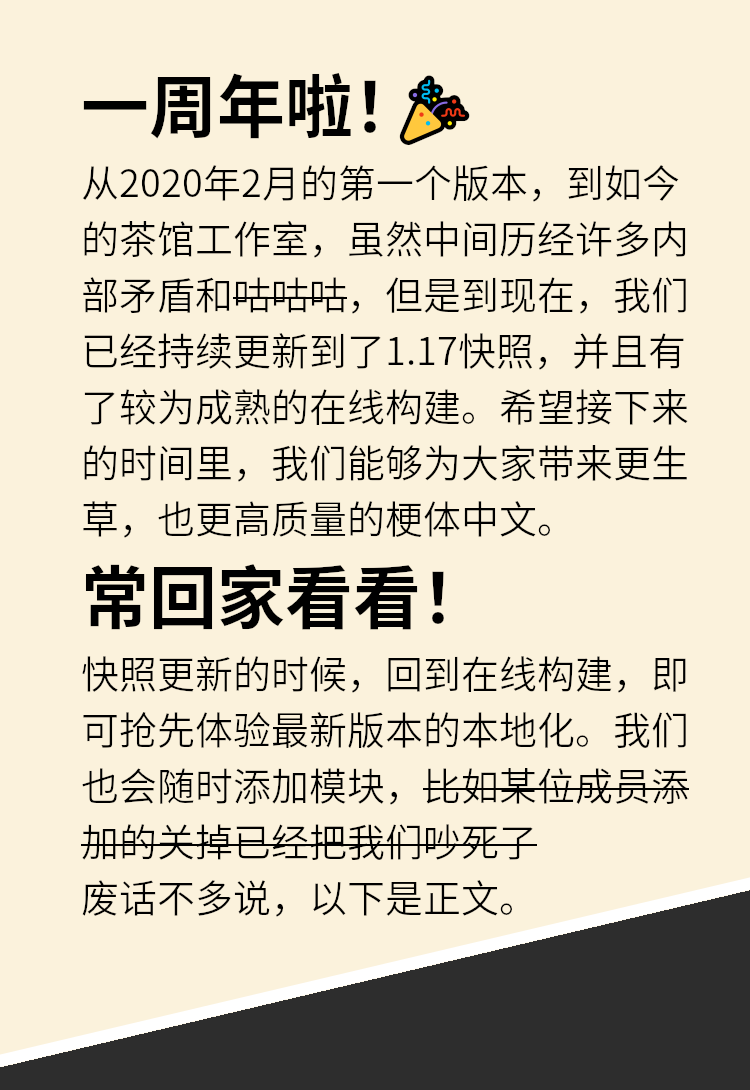 一周年啦！🎉
从2020年2月的第一个版本，到如今
的茶馆工作室，虽然中间历经许多内
部矛盾和咕咕咕，但是到现在，我们
已经持续更新到了1.17快照，并且有
了较为成熟的在线构建。希望接下来
的时间里，我们能够为大家带来更生
草，也更高质量的梗体中文。
常回家看看！
快照更新的时候，回到在线构建，即
可抢先体验最新版本的本地化。我们
也会随时添加模块，比如某位成员添
加的关掉已经把我们吵死了
废话不多说，以下是正文。